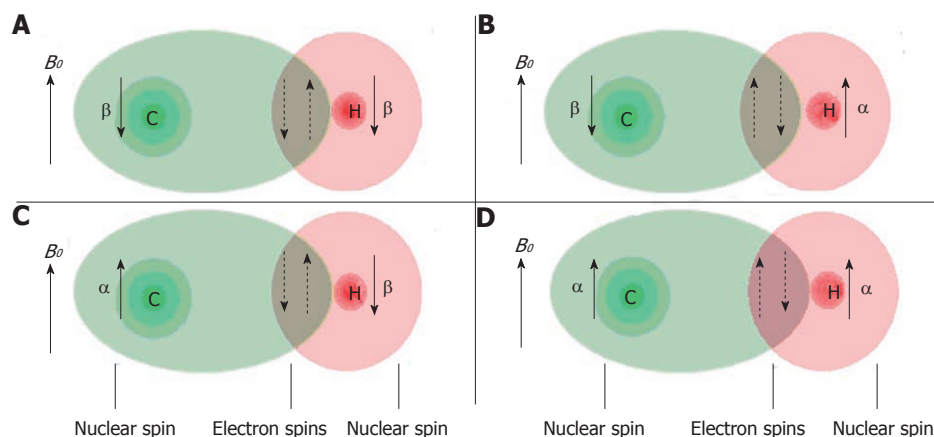 A
B₀
β
C
H
β
B
B₀
β
C
H
α
C
B₀
α
C
H
β
D
B₀
α
C
H
α
Nuclear spin Electron spins Nuclear spin
Nuclear spin Electron spins Nuclear spin